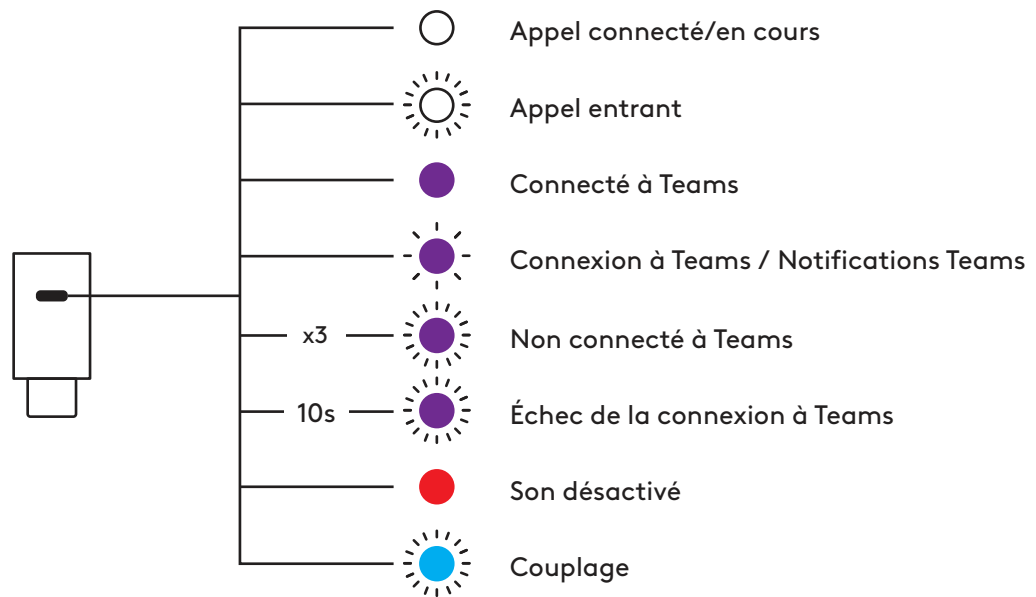 Appel connecté/en cours
Appel entrant
Connecté à Teams
Connexion à Teams / Notifications Teams
x3 Non connecté à Teams
10s Échec de la connexion à Teams
Son désactivé
Couplage